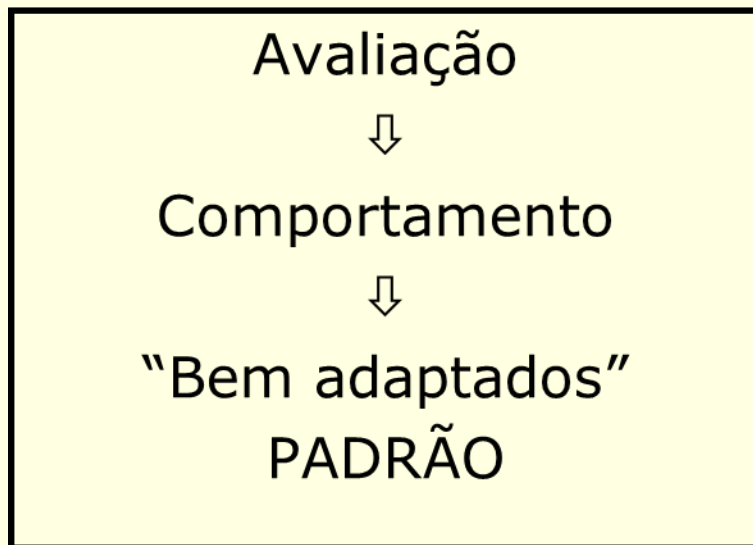 Avaliação
⇩
Comportamento
⇩
“Bem adaptados”
PADRÃO